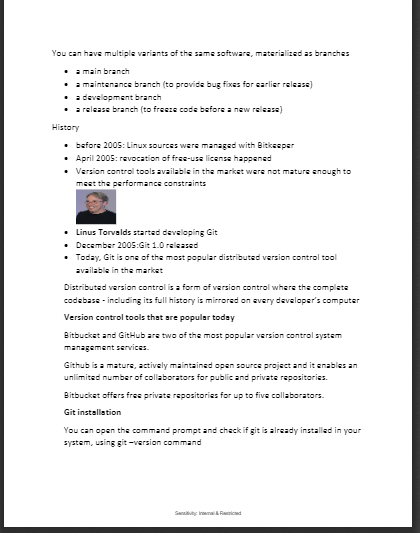 You can have multiple variants of the same software, materialized as branches
• a main branch
• a maintenance branch (to provide bug fixes for earlier release)
• a development branch
• a release branch (to freeze code before a new release)
History
• before 2005: Linux sources were managed with Bitkeeper
• April 2005: revocation of free-use license happened
• Version control tools available in the market were not mature enough to
meet the performance constraints
• Linus Torvalds started developing Git
• December 2005:Git 1.0 released
• Today, Git is one of the most popular distributed version control tool
available in the market
Distributed version control is a form of version control where the complete
codebase - including its full history is mirrored on every developer's computer
Version control tools that are popular today
Bitbucket and GitHub are two of the most popular version control system
management services.
Github is a mature, actively maintained open source project and it enables an
unlimited number of collaborators for public and private repositories.
Bitbucket offers free private repositories for up to five collaborators.
Git installation
You can open the command prompt and check if git is already installed in your
system, using git –version command
Sensitivity: Internal & Restricted